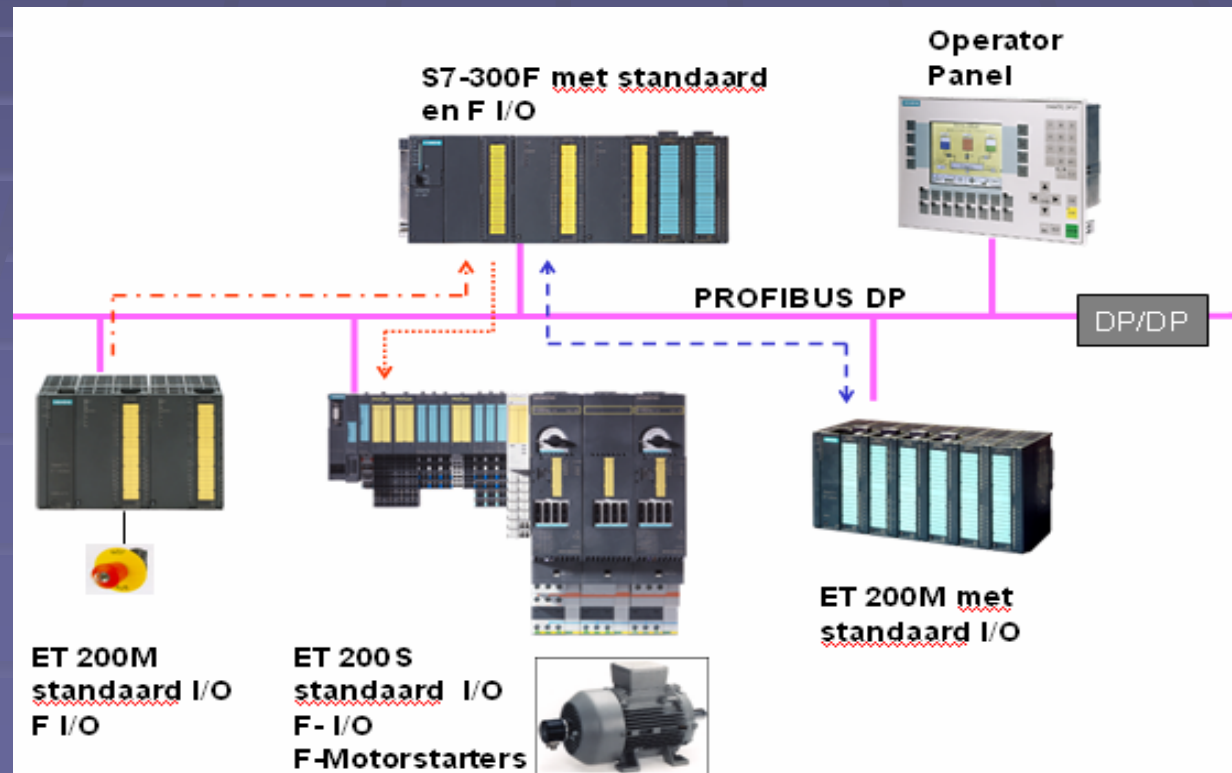 Operator
Panel
S7-300F met standaard
en F I/O
PROFIBUS DP
DP/DP
ET 200M
standaard I/O
F I/O
ET 200S
standaard I/O
F- I/O
F-Motorstarters
ET 200M met
standaard I/O